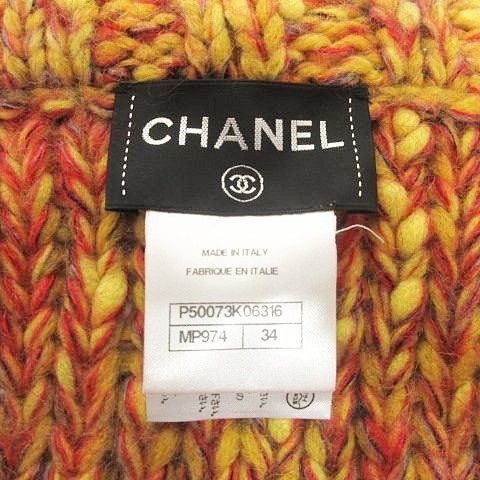 CHANEL
MADE IN ITALY
FABRIQUE EN ITALIE
P50073K06316
MP974 34